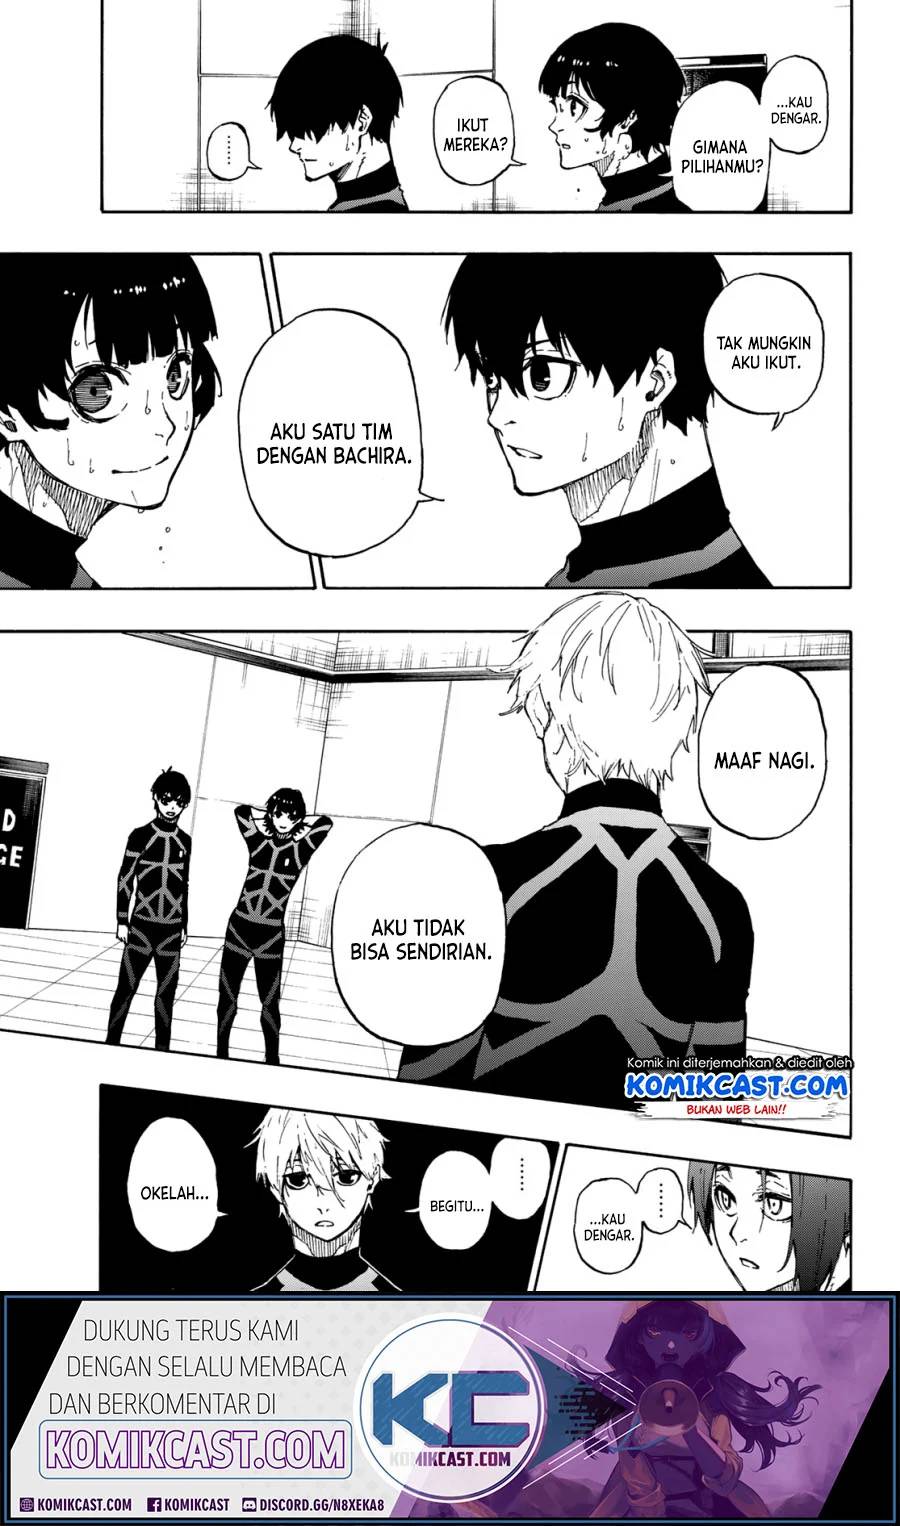 ...KAU
DENGAR.
GIMANA
PILIHANMU?
IKUT
MEREKA?
......
TAK MUNGKIN
AKU IKUT.
AKU SATU TIM
DENGAN BACHIRA.
MAAF NAGI.
AKU TIDAK
BISA SENDIRIAN.
D
GE
Komik ini diterjemahkan & diedit oleh
KOMIKCAST.COM
BUKAN WEB LAIN!!
......
...KAU
DENGAR.
......
BEGITU...
OKELAH...
DUKUNG TERUS KAMI
DENGAN SELALU MEMBACA
DAN BERKOMENTAR DI
KOMIKCAST.COM
KC
KOMIKCAST.COM
KOMIKCAST.COM
KOMIKCAST
DISCORD.GG/N8XEKA8